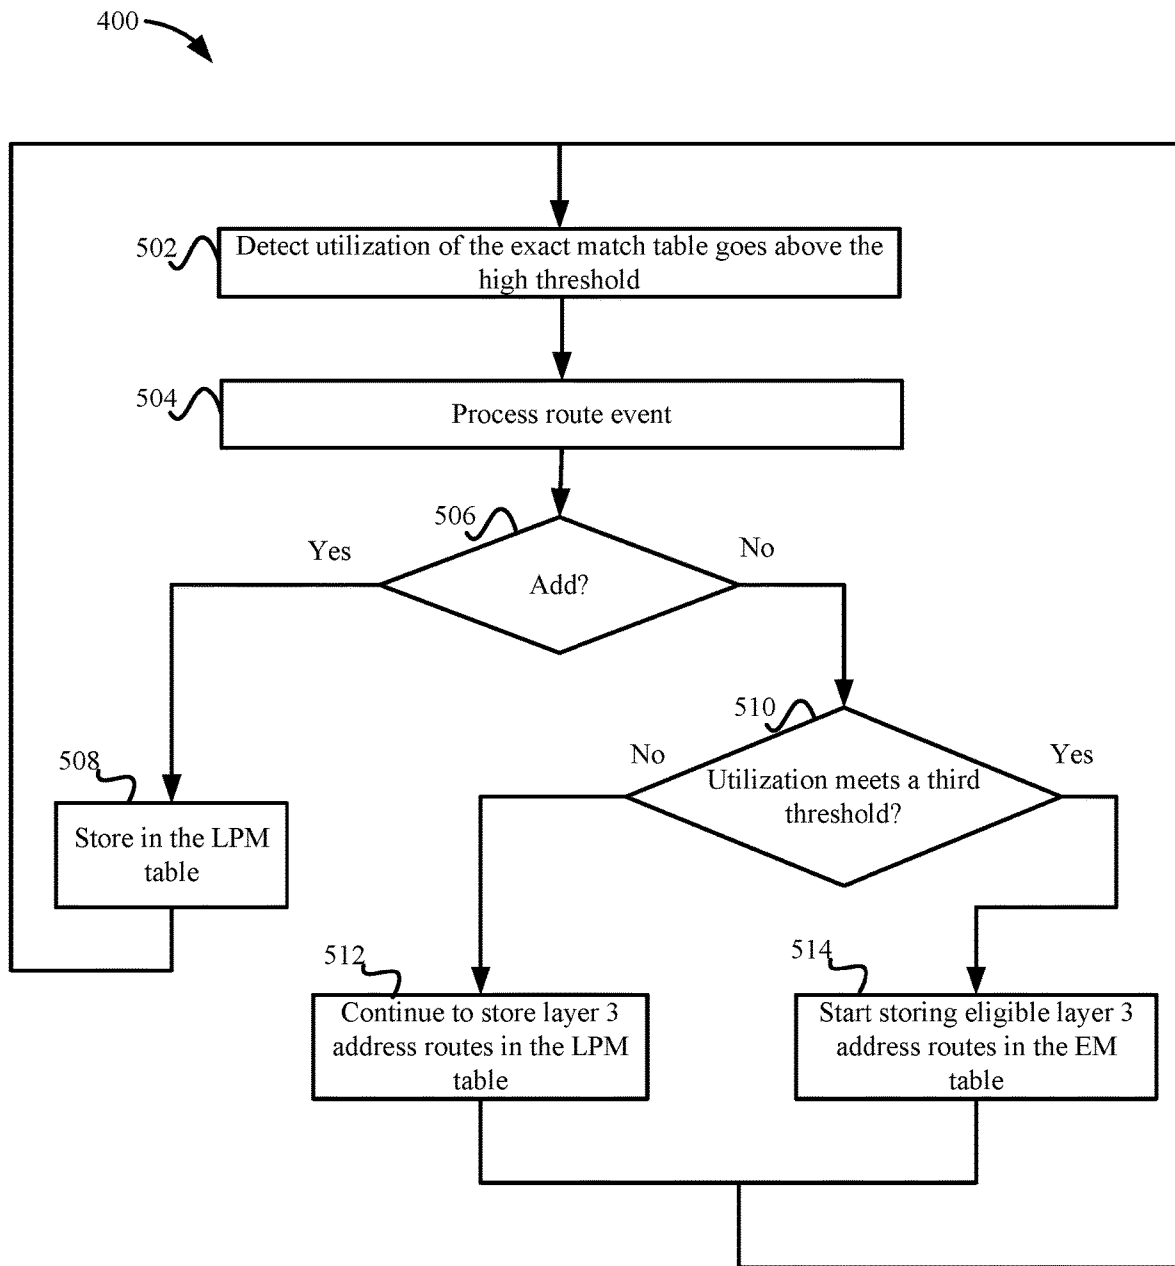 400
502
Detect utilization of the exact match table goes above the
high threshold
504
Process route event
506
Yes
No
Add?
510
No
Yes
Utilization meets a third
threshold?
508
Store in the LPM
table
512
Continue to store layer 3
address routes in the LPM
table
514
Start storing eligible layer 3
address routes in the EM
table